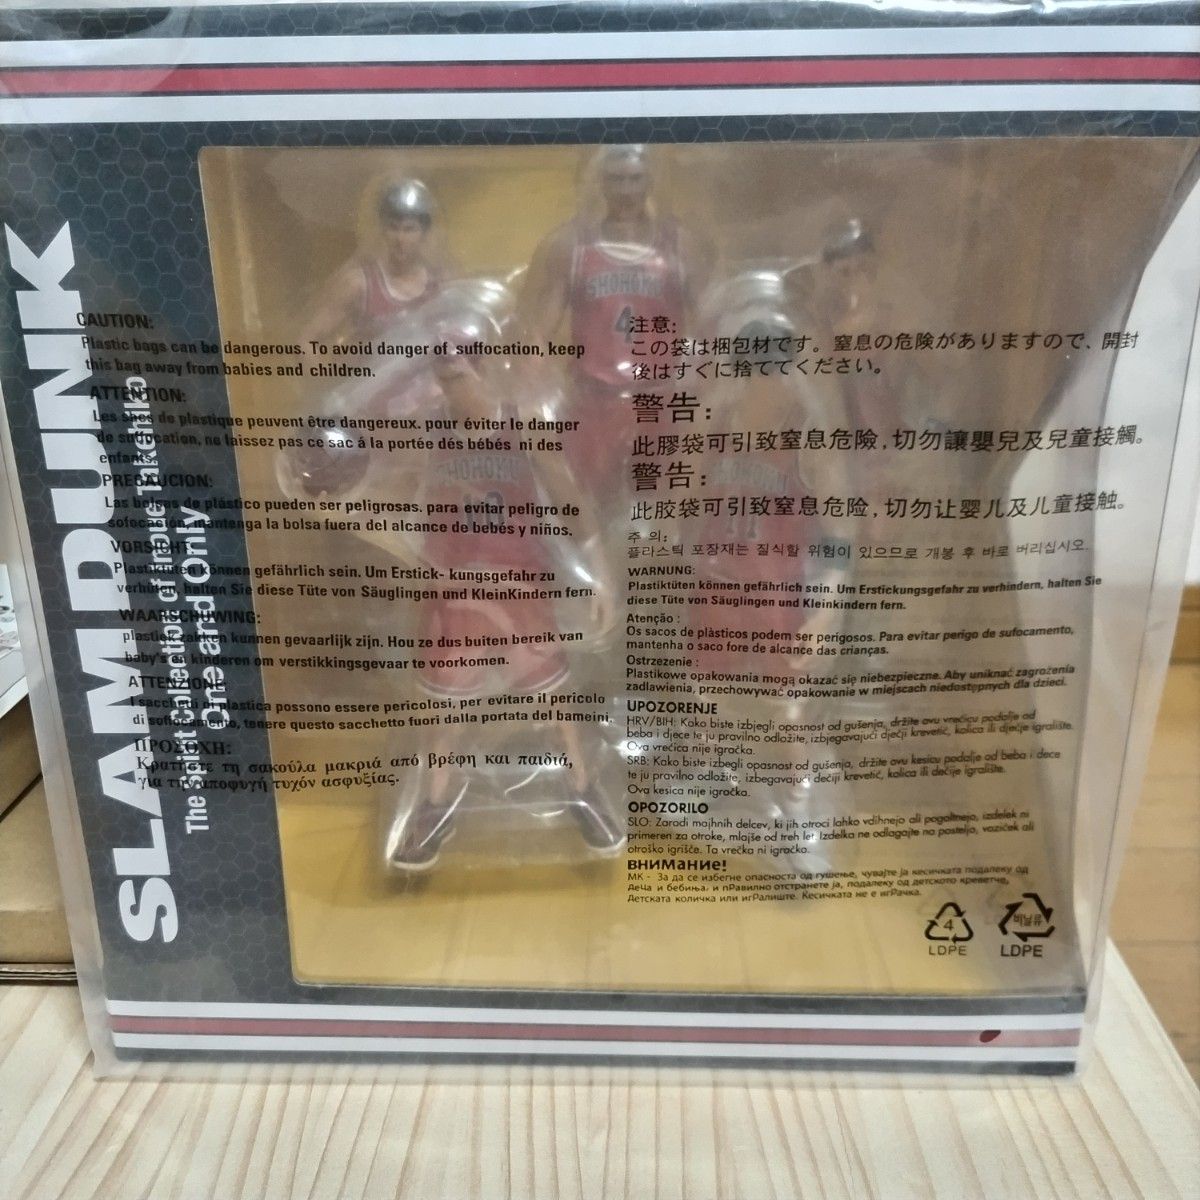 SLAM DUNK
The spirit Collection of Inoue Takehiko
One and Only
SHOHOKU
4
CAUTION:
Plastic bags can be dangerous. To avoid danger of suffocation, keep
this bag away from babies and children.
ATTENTION:
Les sacs de plastique peuvent être dangereux. pour éviter le danger
de suffocation, ne laissez pas ce sac á la portée dés bébés ni des
enfants.
PRECAUCION:
Las bolsas de plástico pueden ser peligrosas. para evitar peligro de
sofocación, mantenga la bolsa fuera del alcance de bebés y niños.
VORSICHT:
Plastiktuten können gefährlich sein. Um Erstick- kungsgefahr zu
verhüten, halten Sie diese Tüte von Säuglingen und KleinKindern fern.
WAARSCHUWING:
plastiek zakken kunnen gevaarlijk zijn. Hou ze dus buiten bereik van
baby's en kinderen om verstikkingsgevaar te voorkomen.
ATTENZIONE:
I sacchetti di plastica possono essere pericolosi, per evitare il pericolo
di suffocamento, tenere questo sacchetto fuori dalla portata del bameini.
ΠΡΟΣΟΧΗ:
Κρατήστε τη σακούλα μακριά από βρέφη και παιδιά,
για την αποφυγή τυχόν ασφυξίας.
注意:
この袋は梱包材です。窒息の危険がありますので、開封
後はすぐに捨ててください。
警告:
此膠袋可引致窒息危險,切勿讓嬰兒及兒童接觸。
警告:
此胶袋可引致窒息危险,切勿让婴儿及儿童接触。
주 의:
플라스틱 포장재는 질식할 위험이 있으므로 개봉 후 바로 버리십시오.
WARNUNG:
Plastiktüten können gefährlich sein. Um Erstickungsgefahr zu verhindern, halten Sie
diese Tüte von Säuglingen und Kleinkindern fern.
Atenção :
Os sacos de plàsticos podem ser perigosos. Para evitar perigo de sufocamento,
mantenha o saco fore de alcance das crianças.
Ostrzezenie :
Plastikowe opakowania mogą okazać się niebezpieczne. Aby uniknać zagrożenia
zadławienia, przechowywać opakowanie w miejscach niedostępnych dla dzieci.
UPOZORENJE
HRV/BIH: Kako biste izbjegli opasnost od gušenja, držite ovu vrećicu podalje od
beba i djece te ju pravilno odložite, izbjegavajući dječji krevetić, kolica ili dječje igralište.
Ova vrećica nije igračka.
SRB: Kako biste izbegli opasnost od gušenja, držite ovu kesicu podalje od beba i dece
te ju pravilno odložite, izbegavajući dečiji krevetić, kolica ili dečije igralište.
Ova kesica nije igračka.
OPOZORILO
SLO: Zaradi majhnih delcev, ki jih otroci lahko vdihnejo ali pogoltnejo, izdelek ni
primeren za otroke, mlajše od treh let. Izdelka ne odlagajte na posteljo, voziček ali
otroško igrišče. Ta vrečka ni igračka.
ВНИМАНИЕ!
МК - За да се избегне опасноста од гушење, чувајте ја кесичката подалеку од
деца и бебиња, и правилно отстранете ја, подалеку од детското креветче,
детската количка или игралиште. Кесичката не е играчка.
4
LDPE
비닐류
LDPE